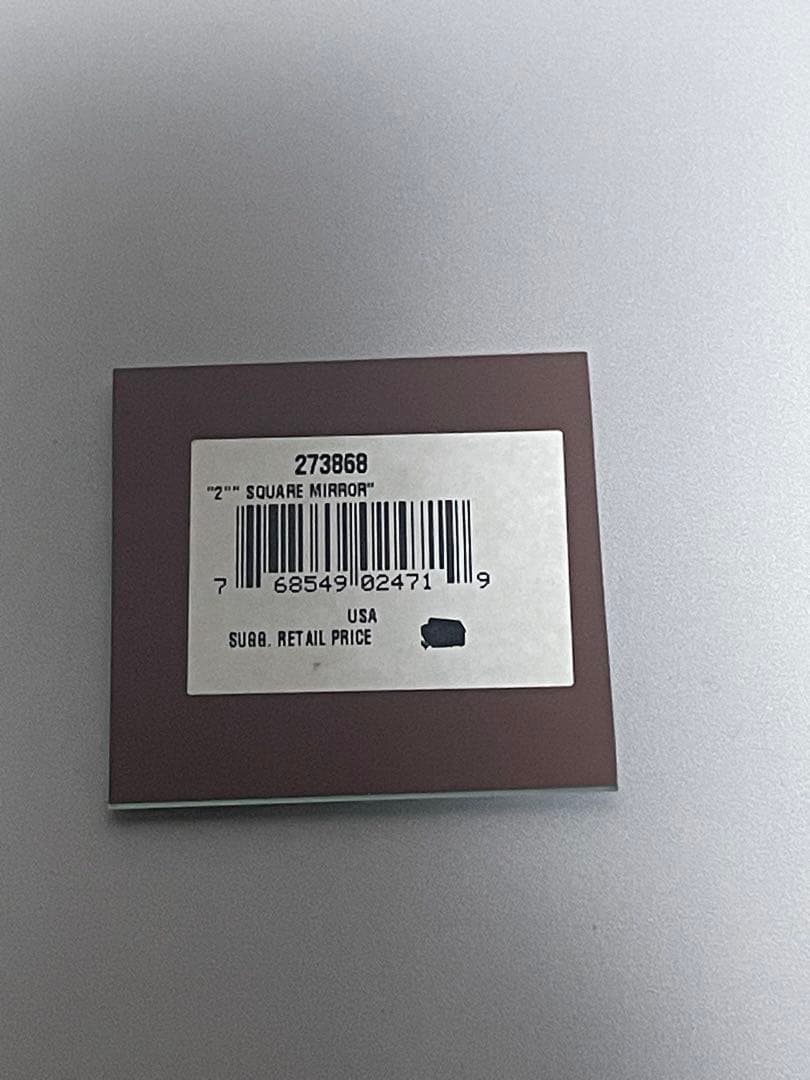 273868
"2"" SQUARE MIRROR"
7 68549 02471 9
USA
SUGG. RETAIL PRICE